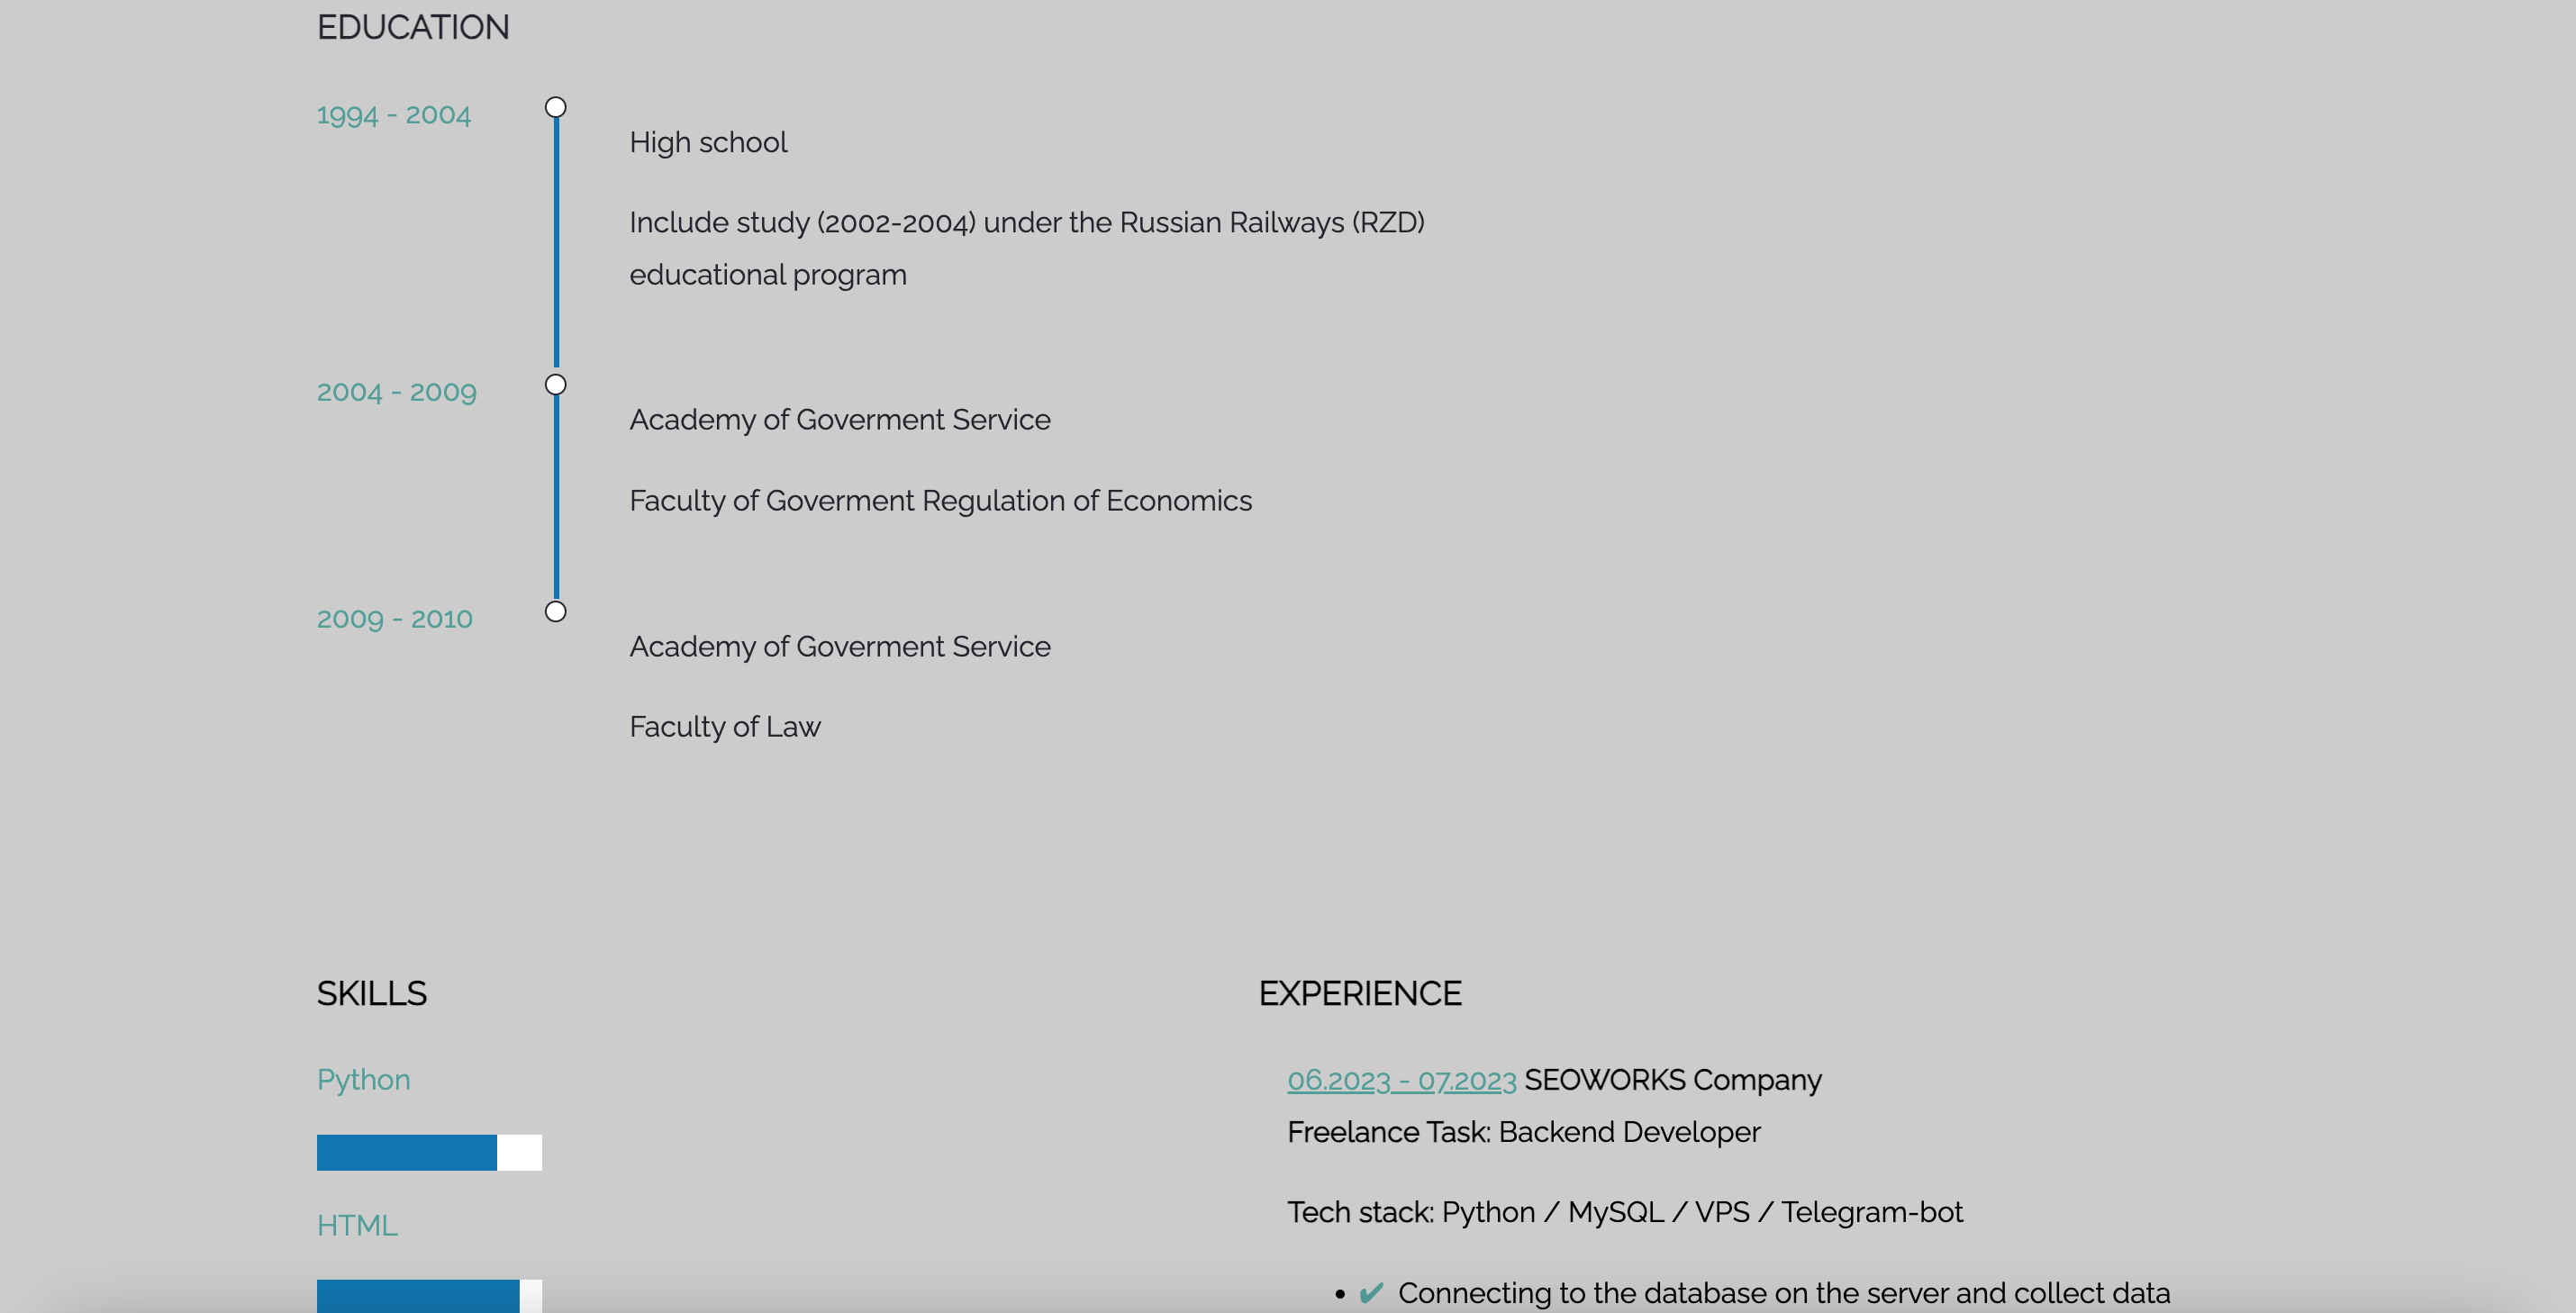 EDUCATION
1994 - 2004
High school
Include study (2002-2004) under the Russian Railways (RZD)
educational program
2004 - 2009
Academy of Goverment Service
Faculty of Goverment Regulation of Economics
2009 - 2010
Academy of Goverment Service
Faculty of Law
SKILLS
Python
HTML
EXPERIENCE
06.2023 - 07.2023 SEOWORKS Company
Freelance Task: Backend Developer
Tech stack: Python / MySQL / VPS / Telegram-bot
• ✔ Connecting to the database on the server and collect data